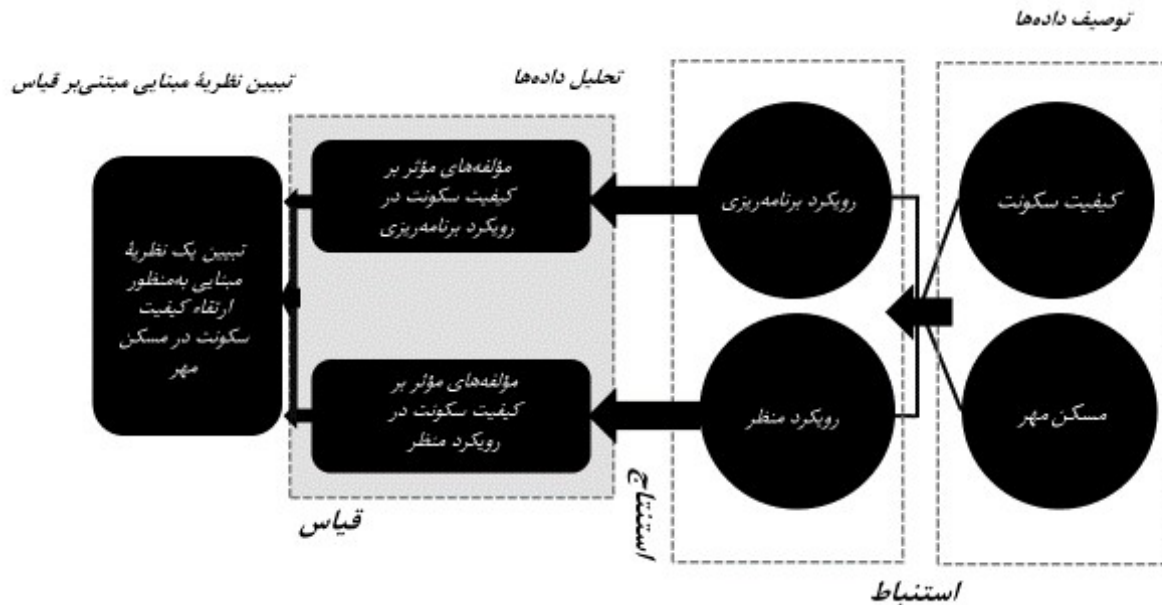 توصیف داده‌ها
کیفیت سکونت
مسکن مهر
استنباط
رویکرد برنامه‌ریزی
رویکرد منظر
استنتاج
تحلیل داده‌ها
مؤلفه‌های مؤثر بر
کیفیت سکونت در
رویکرد برنامه‌ریزی
مؤلفه‌های مؤثر بر
کیفیت سکونت در
رویکرد منظر
قیاس
تبیین نظریهٔ مبنایی مبتنی‌بر قیاس
تبیین یک نظریهٔ
مبنایی به‌منظور
ارتقاء کیفیت
سکونت در مسکن
مهر